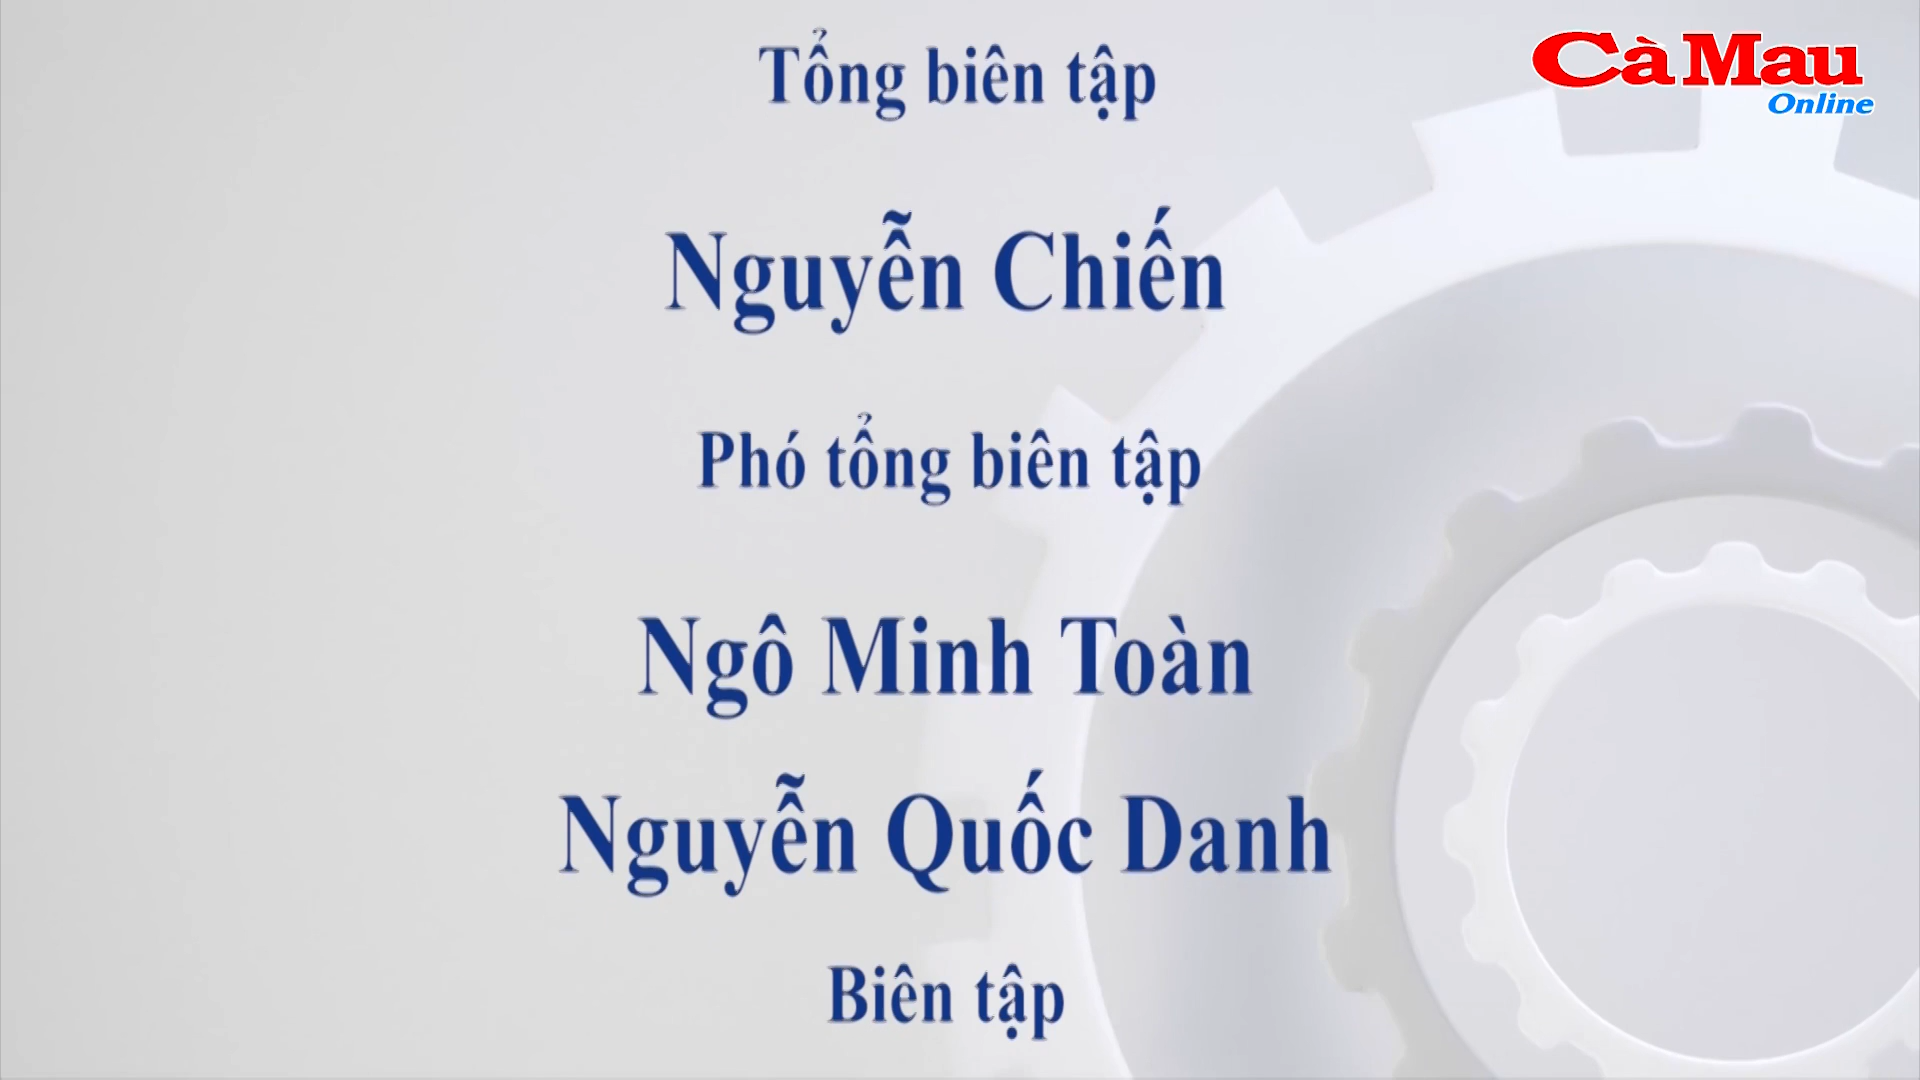 Tổng biên tập
Cà Mau
Online
Nguyễn Chiến
Phó tổng biên tập
Ngô Minh Toàn
Nguyễn Quốc Danh
Biên tập